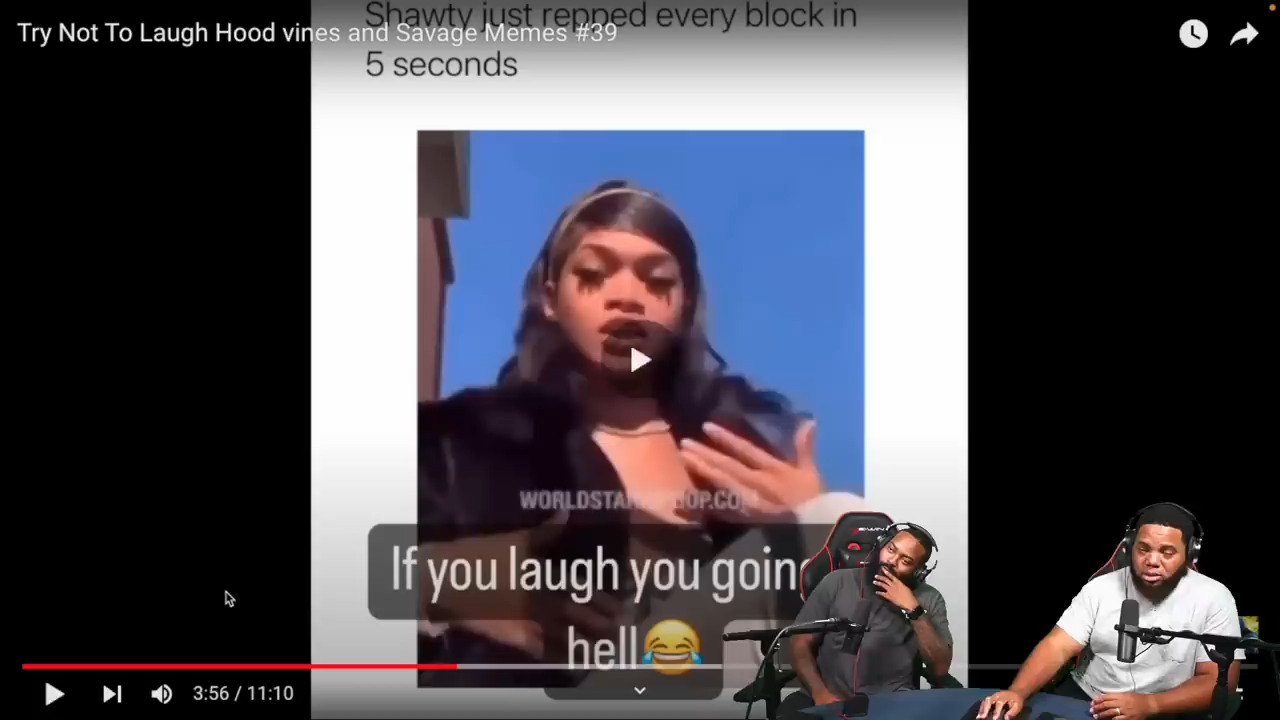 Shawty just repped every block in
Try Not To Laugh Hood vines and Savage Memes #39
5 seconds
If you laugh you goin
hell😂
3:56 / 11:10